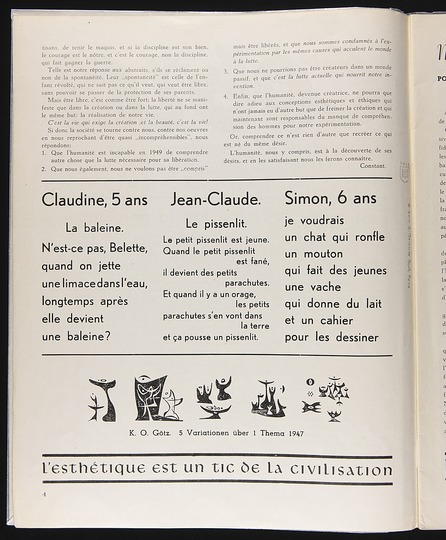 tinant, de tenir le maquis, et si la discipline est son bien,
le courage est le nôtre, et c'est le courage, non la discipline,
qui fait gagner la guerre.
Telle est notre réponse aux abstraits, s'ils se réclament ou
non de la spontanéité. Leur „spontanéité" est celle de l'en-
fant révolté, qui ne sait pas ce qu'il veut, qui veut être libre,
sans pouvoir se passer de la protection de ses parents.
Mais être libre, c'est comme être fort; la liberté ne se mani-
feste que dans la création ou dans la lutte, qui au fond ont
le même but: la réalisation de notre vie.
C'est la vie qui exige la création et la beauté, c'est la vie!
Si donc la société se tourne contre nous, contre nos oeuvres
en nous reprochant d'être quasi „incompréhensibles", nous
répondons:
1. Que l'humanité est incapable en 1949 de comprendre
autre chose que la lutte nécessaire pour sa libération.
2. Que nous également, nous ne voulons pas être „compris"
mais être libérés, et que nous sommes condamnés à l'ex-
périmentation par les mêmes causes qui acculent le monde
à la lutte.
3. Que nous ne pourrions pas être créateurs dans un monde
passif, et que c'est la lutte actuelle qui nourrit notre in-
vention.
4. Enfin, que l'humanité, devenue créatrice, ne pourra que
dire adieu aux conceptions esthétiques et éthiques qui
n'ont jamais eu d'autre but que de freiner la création et qui
maintenant sont responsables du manque de compréhen-
sion des hommes pour notre expérimentation.
Or, comprendre ce n'est rien d'autre que recréer ce qui
est né du même désir.
L'humanité, nous y compris, est à la découverte de ses
désirs, et en les satisfaisant nous les ferons connaître.
Constant.
Claudine, 5 ans
La baleine.
N'est-ce pas, Belette,
quand on jette
une limace dans l'eau,
longtemps après
elle devient
une baleine?
Jean-Claude.
Le pissenlit.
Le petit pissenlit est jeune.
Quand le petit pissenlit
est fané,
il devient des petits
parachutes.
Et quand il y a un orage,
les petits
parachutes s'en vont dans
la terre
et ça pousse un pissenlit.
Simon, 6 ans
je voudrais
un chat qui ronfle
un mouton
qui fait des jeunes
une vache
qui donne du lait
et un cahier
pour les dessiner
K. O. Götz. 5 Variationen über 1 Thema 1947
L'esthétique est un tic de la civilisation
4